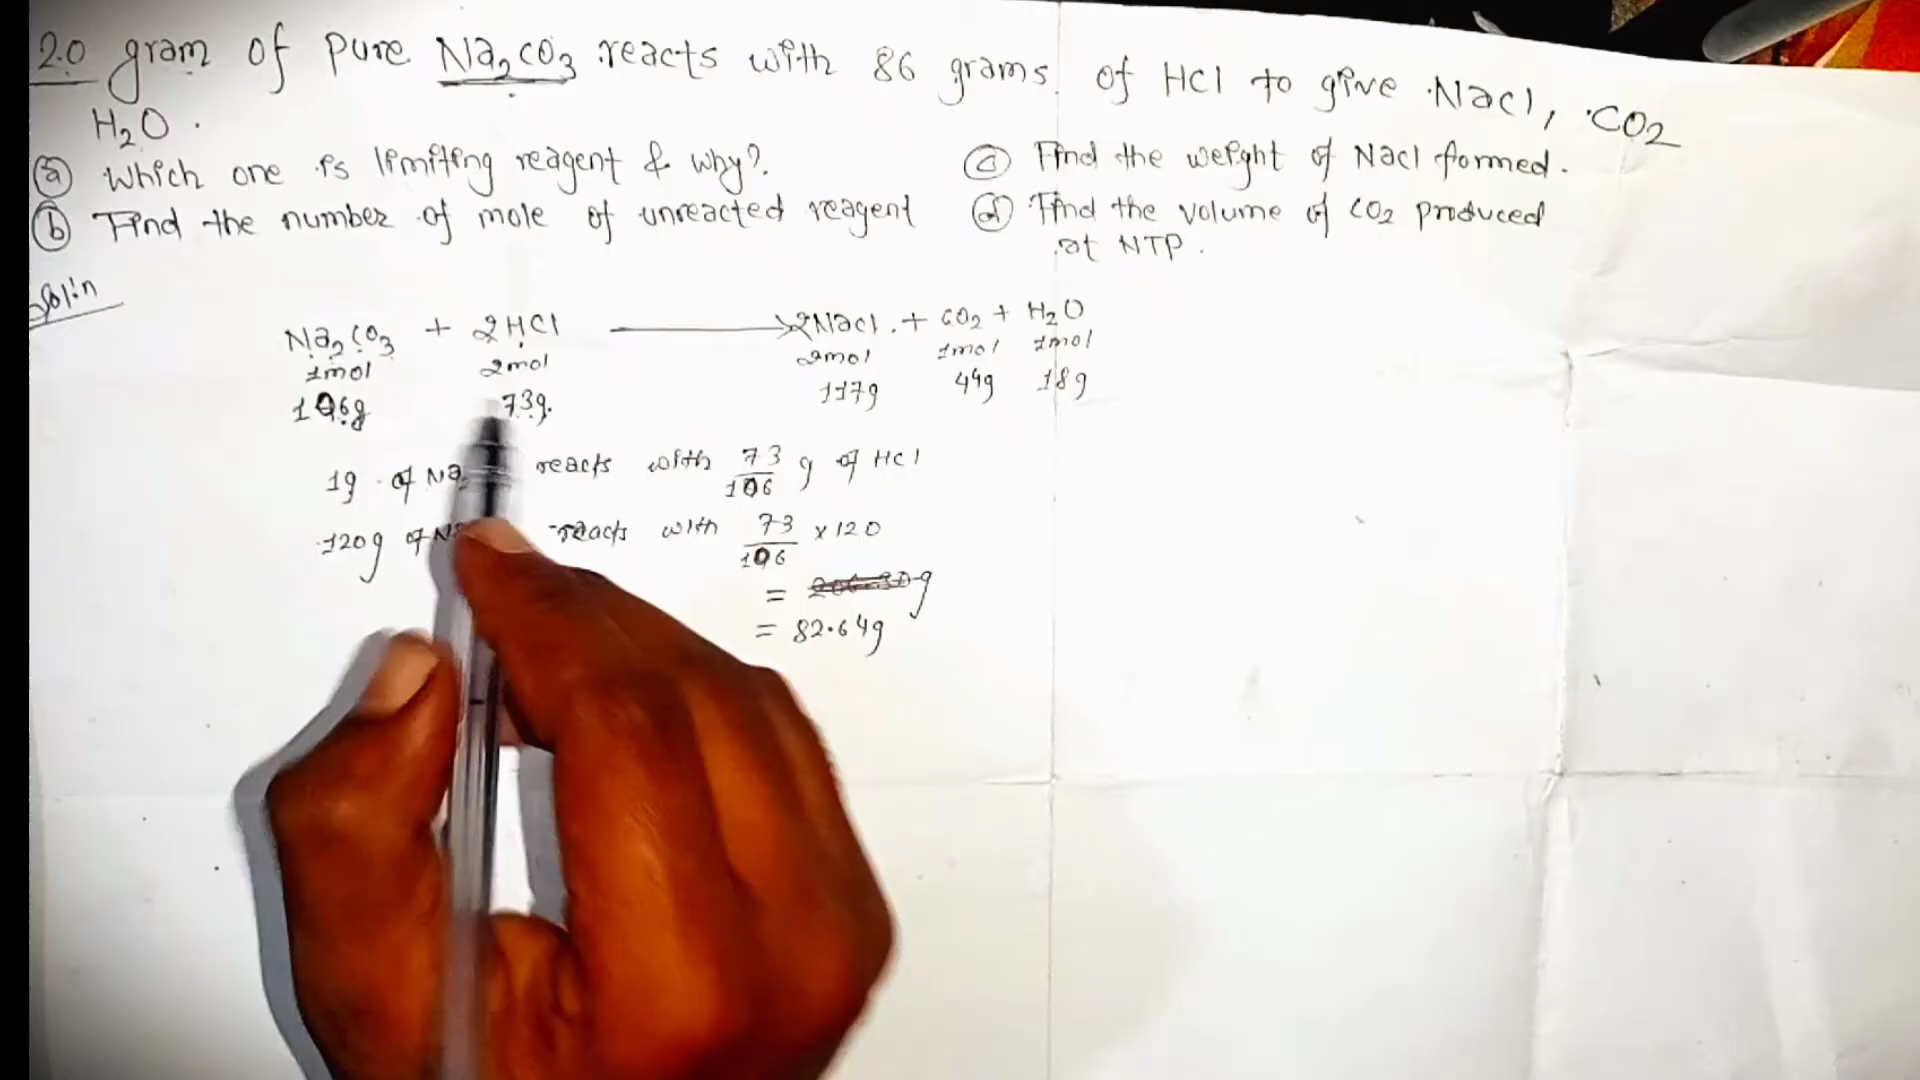 20 gram of pure Na2CO3 reacts with 86 grams of HCl to give NaCl, CO2
H2O.
(a) Which one is limiting reagent & why?
(b) Find the number of mole of unreacted reagent
(c) Find the weight of NaCl formed.
(d) Find the volume of CO2 produced
at NTP.
Sol:n
Na2CO3 + 2HCl → 2NaCl + CO2 + H2O
1mol 2mol 2mol 1mol 1mol
106g 73g. 117g 44g 18g
1g of Na reacts with 73/106 g of HCl
120g of reacts with 73/106 x 120
= g
= 82.64g